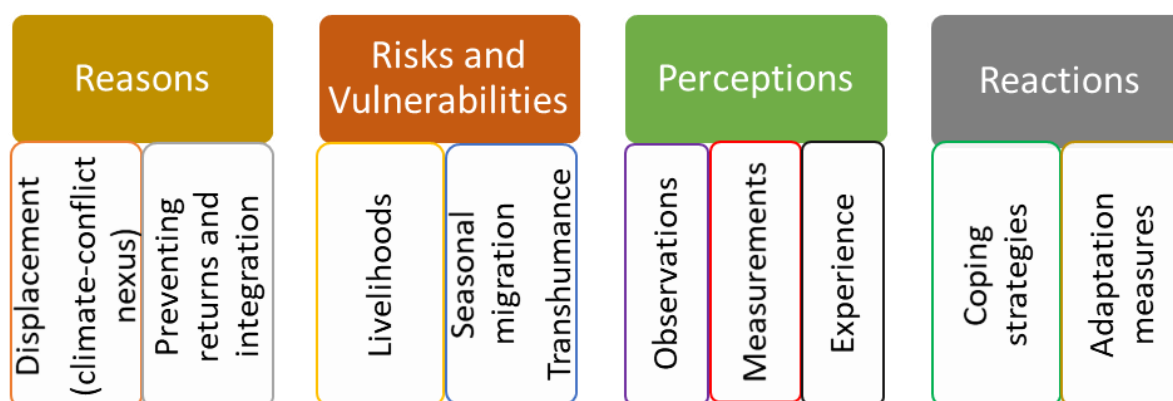 Reasons
Displacement
(climate-conflict
nexus)
Preventing
returns and
integration
Risks and
Vulnerabilities
Livelihoods
Seasonal
migration
Transhumance
Perceptions
Observations
Measurements
Experience
Reactions
Coping
strategies
Adaptation
measures